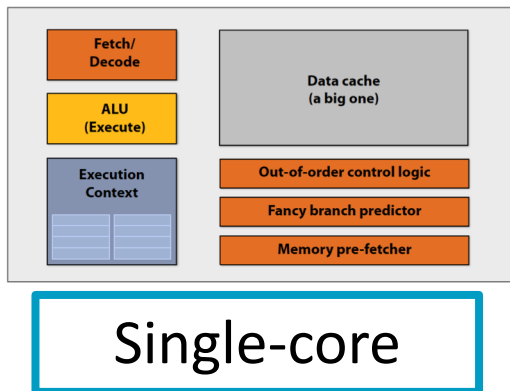 Fetch/
Decode
ALU
(Execute)
Execution
Context
Data cache
(a big one)
Out-of-order control logic
Fancy branch predictor
Memory pre-fetcher
Single-core